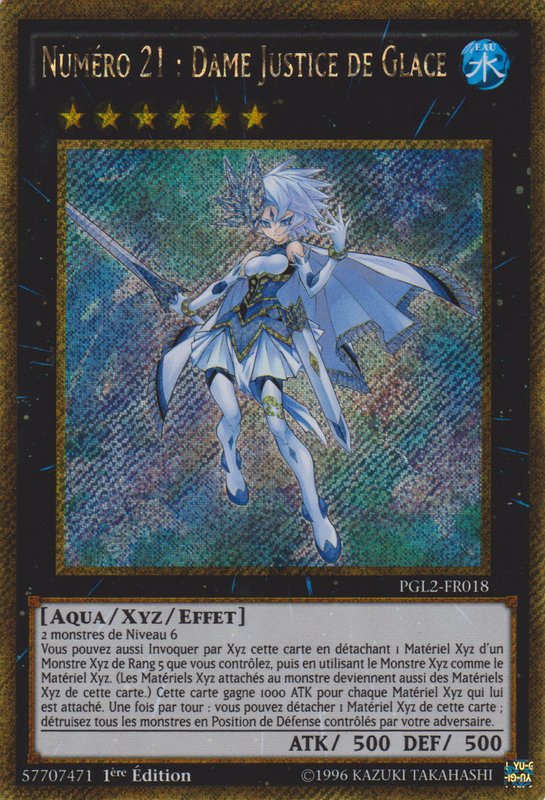 Numéro 21 : Dame Justice de Glace
EAU
水
PGL2-FR018
[Aqua/Xyz/Effet]
2 monstres de Niveau 6
Vous pouvez aussi Invoquer par Xyz cette carte en détachant 1 Matériel Xyz d'un
Monstre Xyz de Rang 5 que vous contrôlez, puis en utilisant le Monstre Xyz comme le
Matériel Xyz. (Les Matériels Xyz attachés au monstre deviennent aussi des Matériels
Xyz de cette carte.) Cette carte gagne 1000 ATK pour chaque Matériel Xyz qui lui
est attaché. Une fois par tour : vous pouvez détacher 1 Matériel Xyz de cette carte ;
détruisez tous les monstres en Position de Défense contrôlés par votre adversaire.
ATK/ 500 DEF/ 500
57707471 1ère Édition ©1996 KAZUKI TAKAHASHI